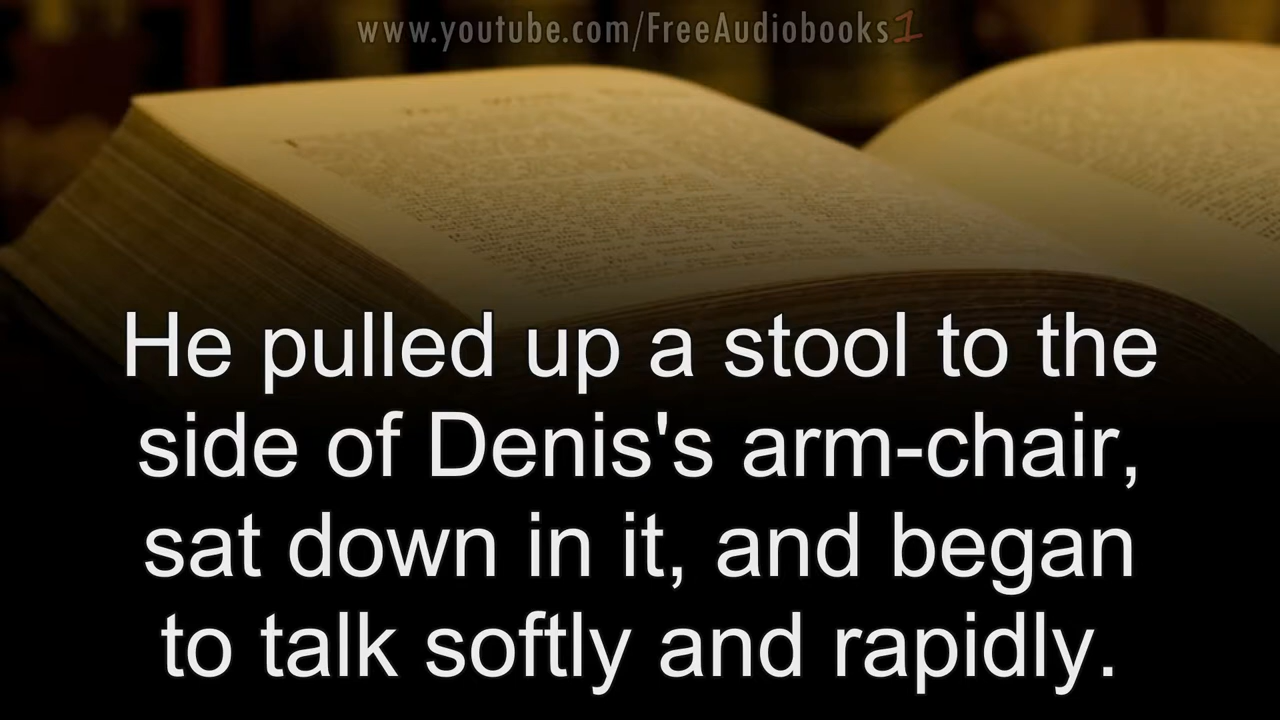 www.youtube.com/FreeAudiobooks1
He pulled up a stool to the
side of Denis's arm-chair,
sat down in it, and began
to talk softly and rapidly.